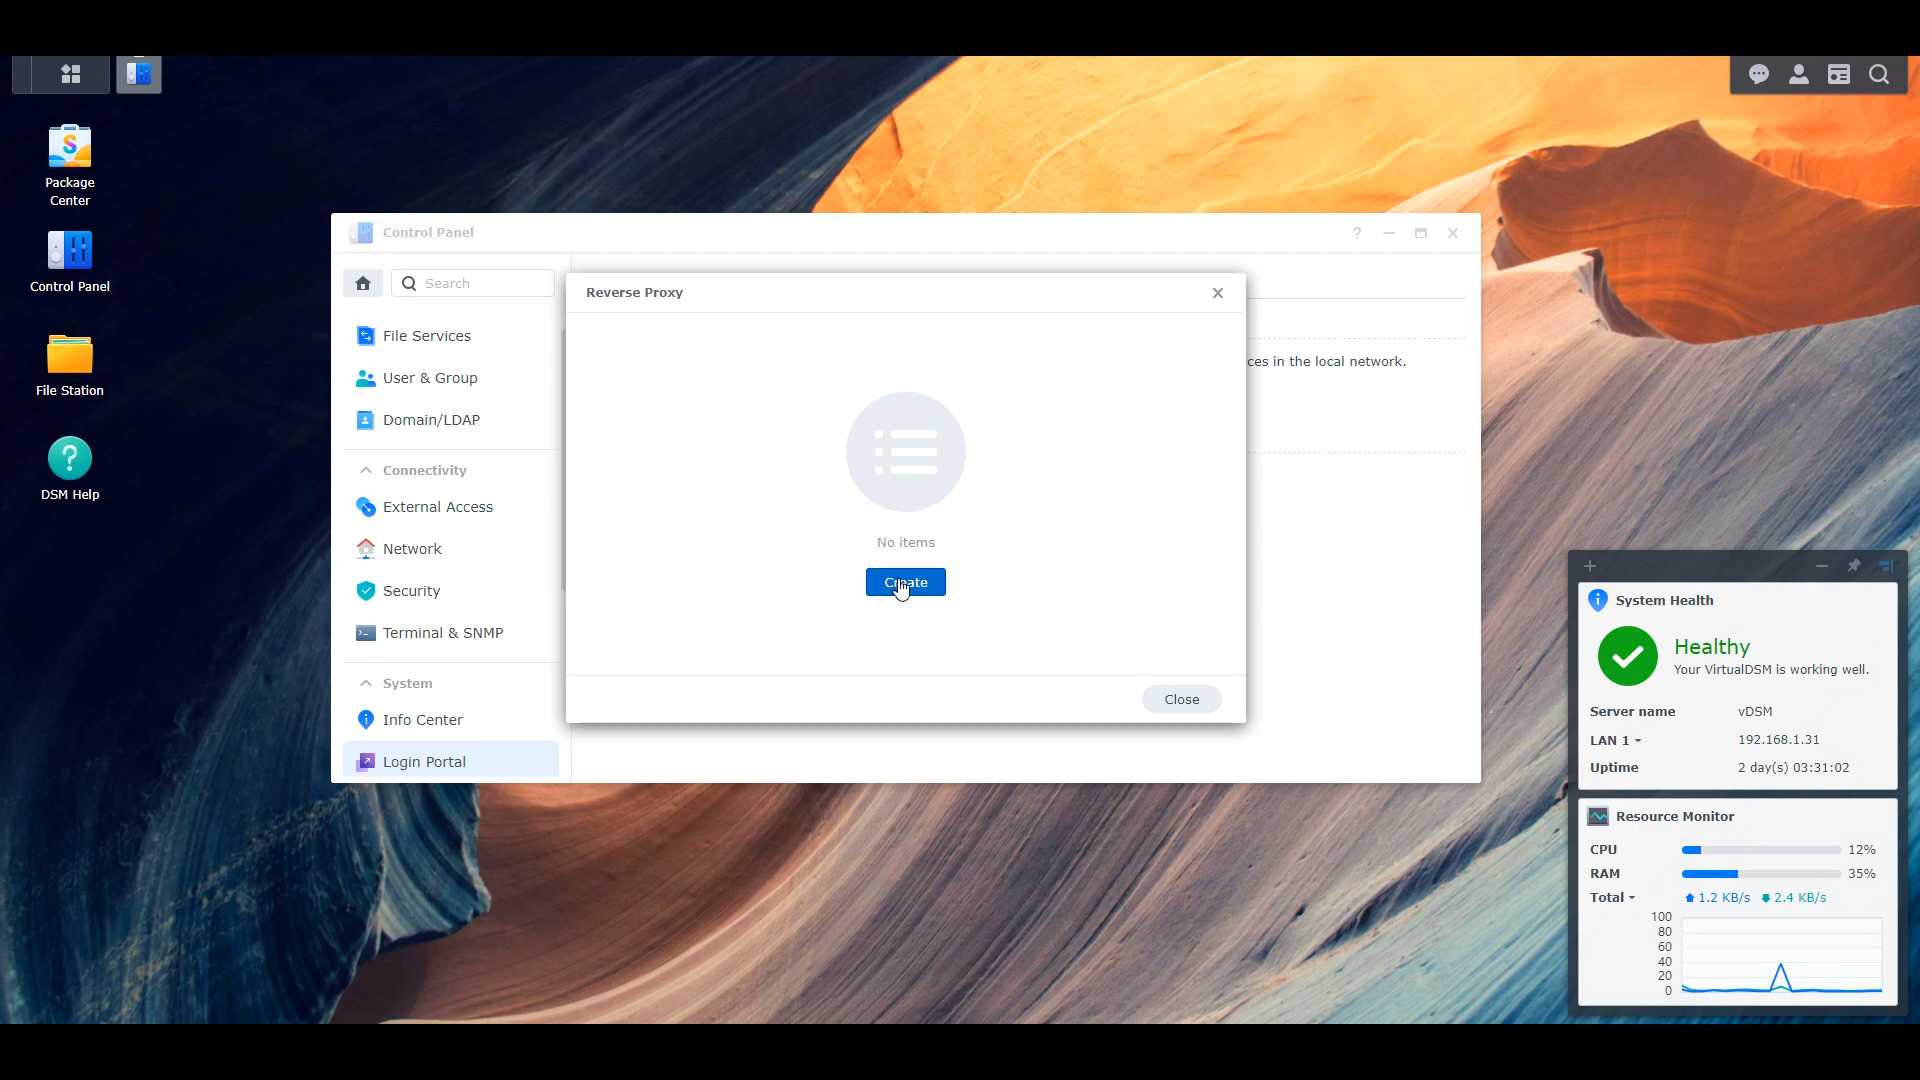 Package
Center
Control Panel
File Station
DSM Help
Control Panel
Search
File Services
User & Group
Domain/LDAP
Connectivity
External Access
Network
Security
Terminal & SNMP
System
Info Center
Login Portal
Reverse Proxy
ces in the local network.
No items
Create
Close
System Health
Healthy
Your VirtualDSM is working well.
Server name vDSM
LAN 1 192.168.1.31
Uptime 2 day(s) 03:31:02
Resource Monitor
CPU 12%
RAM 35%
Total 1.2 KB/s 2.4 KB/s
100
80
60
40
20
0